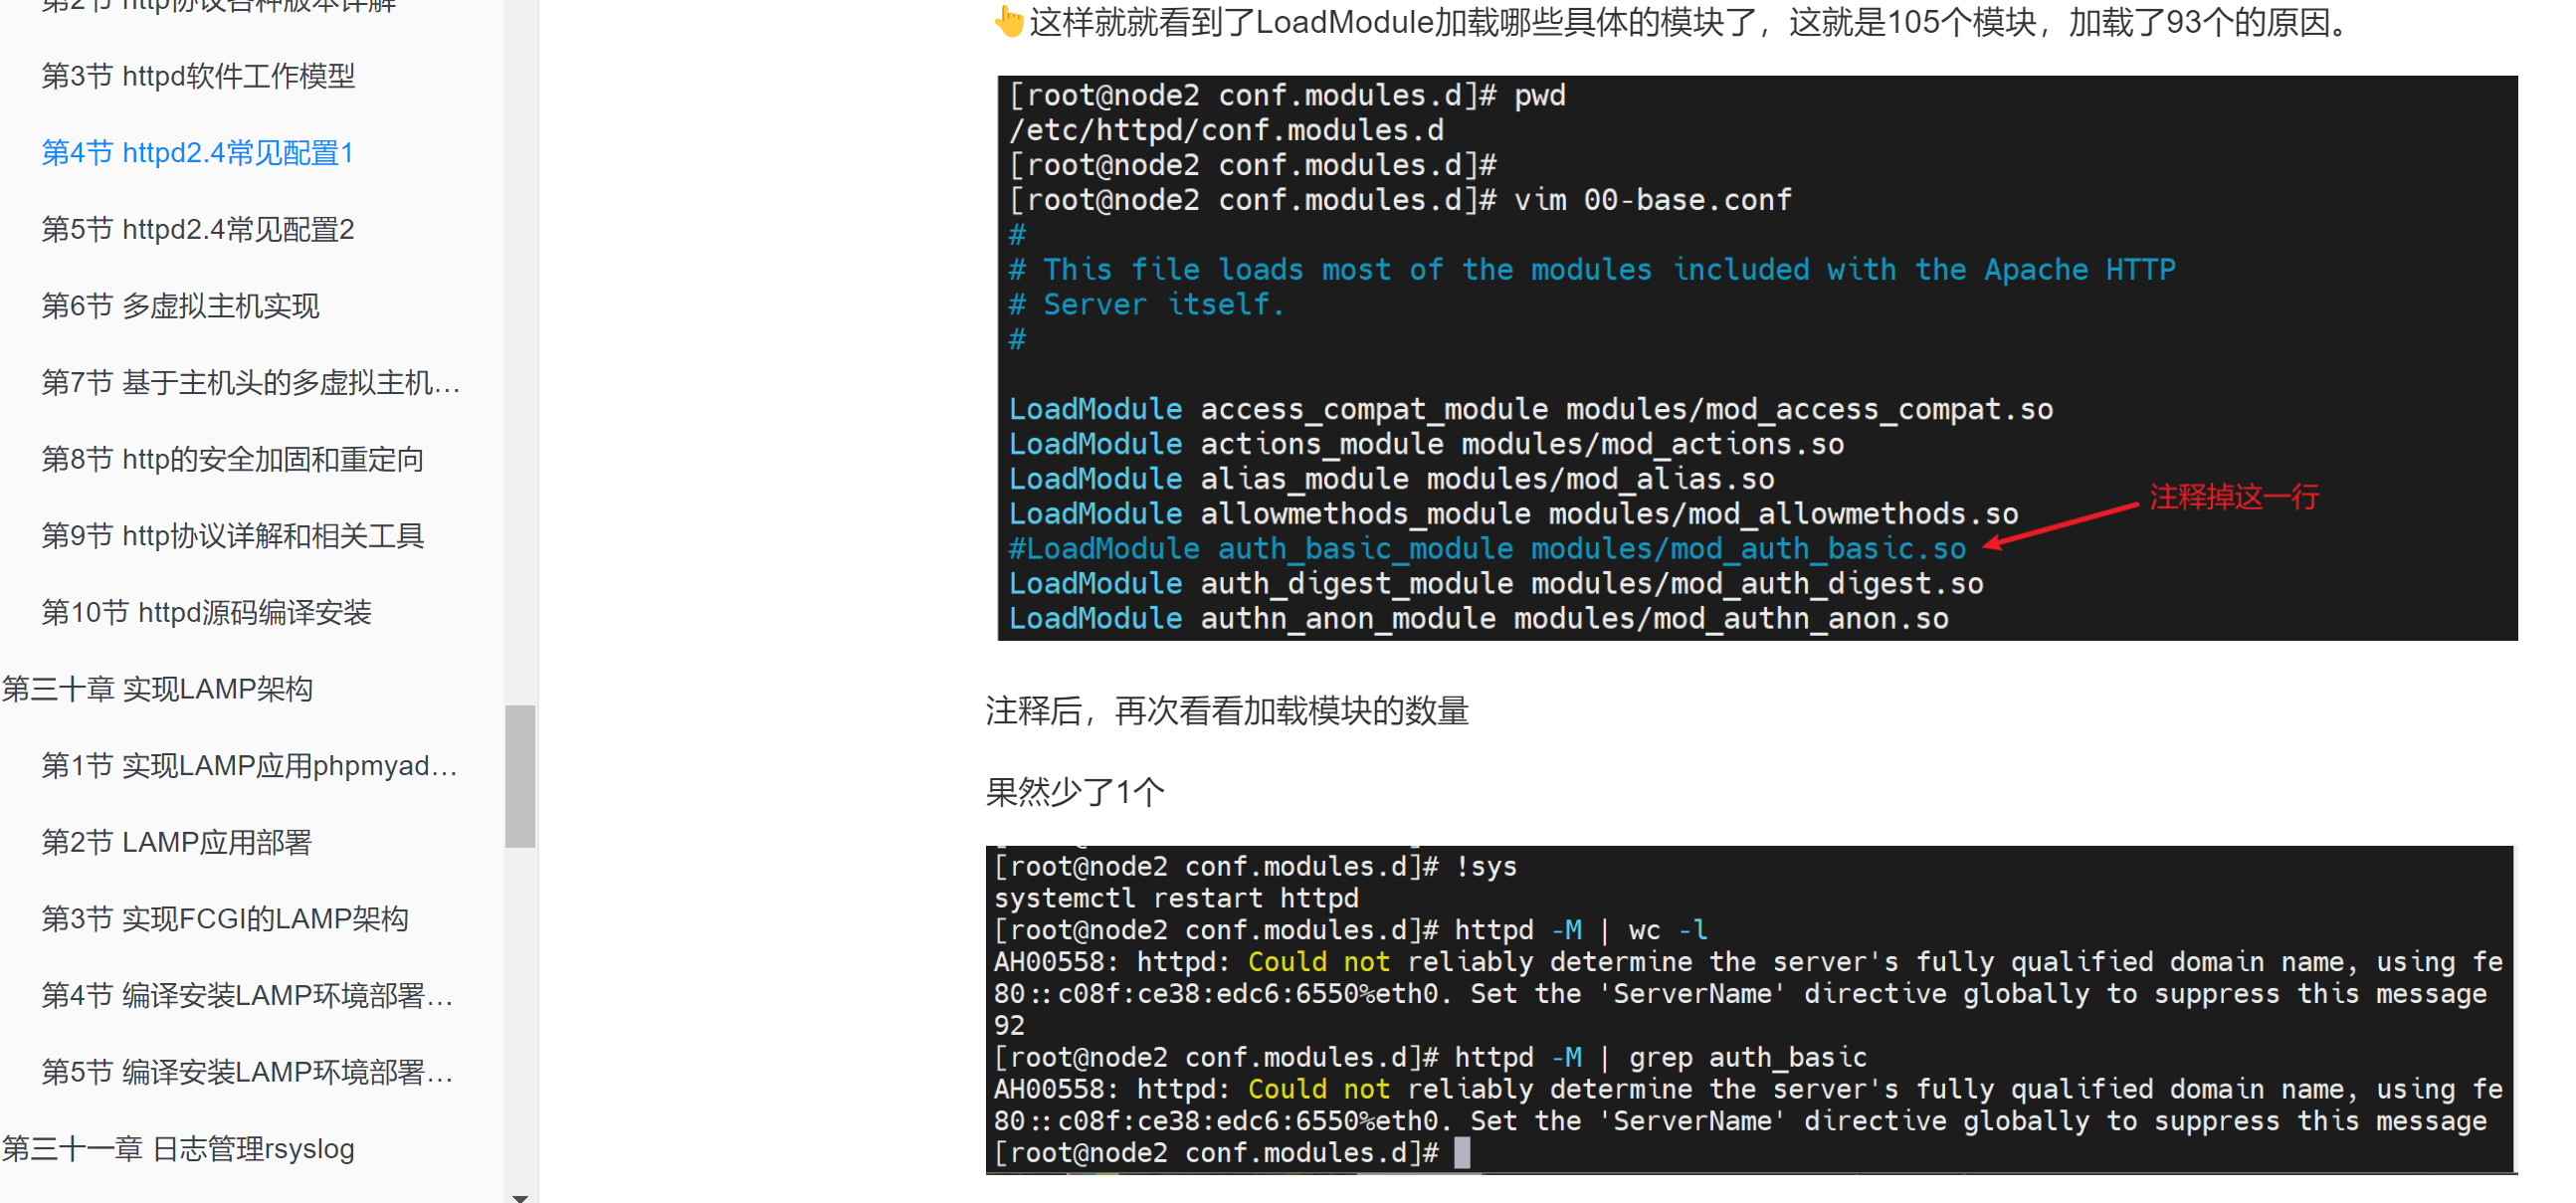 第2节 http协议各种版本详解
第3节 httpd软件工作模型
第4节 httpd2.4常见配置1
第5节 httpd2.4常见配置2
第6节 多虚拟主机实现
第7节 基于主机头的多虚拟主机…
第8节 http的安全加固和重定向
第9节 http协议详解和相关工具
第10节 httpd源码编译安装
第三十章 实现LAMP架构
第1节 实现LAMP应用phpmyad…
第2节 LAMP应用部署
第3节 实现FCGI的LAMP架构
第4节 编译安装LAMP环境部署…
第5节 编译安装LAMP环境部署…
第三十一章 日志管理rsyslog
👆这样就就看到了LoadModule加载哪些具体的模块了，这就是105个模块，加载了93个的原因。
[root@node2 conf.modules.d]# pwd
/etc/httpd/conf.modules.d
[root@node2 conf.modules.d]#
[root@node2 conf.modules.d]# vim 00-base.conf
#
# This file loads most of the modules included with the Apache HTTP
# Server itself.
#
LoadModule access_compat_module modules/mod_access_compat.so
LoadModule actions_module modules/mod_actions.so
LoadModule alias_module modules/mod_alias.so
LoadModule allowmethods_module modules/mod_allowmethods.so
#LoadModule auth_basic_module modules/mod_auth_basic.so
注释掉这一行
LoadModule auth_digest_module modules/mod_auth_digest.so
LoadModule authn_anon_module modules/mod_authn_anon.so
注释后，再次看看加载模块的数量
果然少了1个
[root@node2 conf.modules.d]# !sys
systemctl restart httpd
[root@node2 conf.modules.d]# httpd -M | wc -l
AH00558: httpd: Could not reliably determine the server's fully qualified domain name, using fe
80::c08f:ce38:edc6:6550%eth0. Set the 'ServerName' directive globally to suppress this message
92
[root@node2 conf.modules.d]# httpd -M | grep auth_basic
AH00558: httpd: Could not reliably determine the server's fully qualified domain name, using fe
80::c08f:ce38:edc6:6550%eth0. Set the 'ServerName' directive globally to suppress this message
[root@node2 conf.modules.d]#